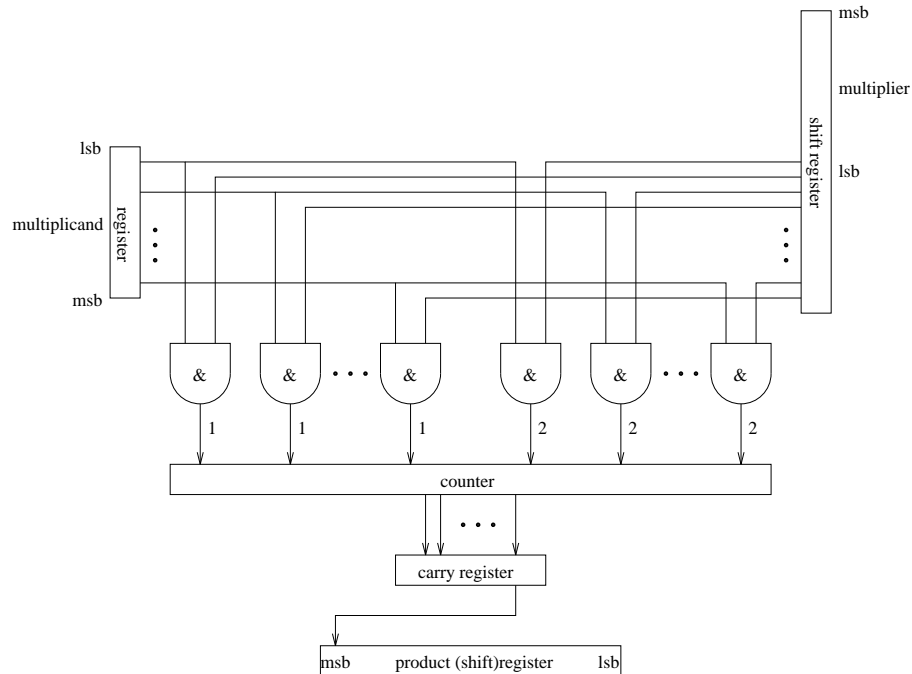 msb
multiplier
shift register
lsb
lsb
register
multiplicand
msb
& & & & & &
1 1 1 2 2 2
counter
carry register
msb product (shift)register lsb